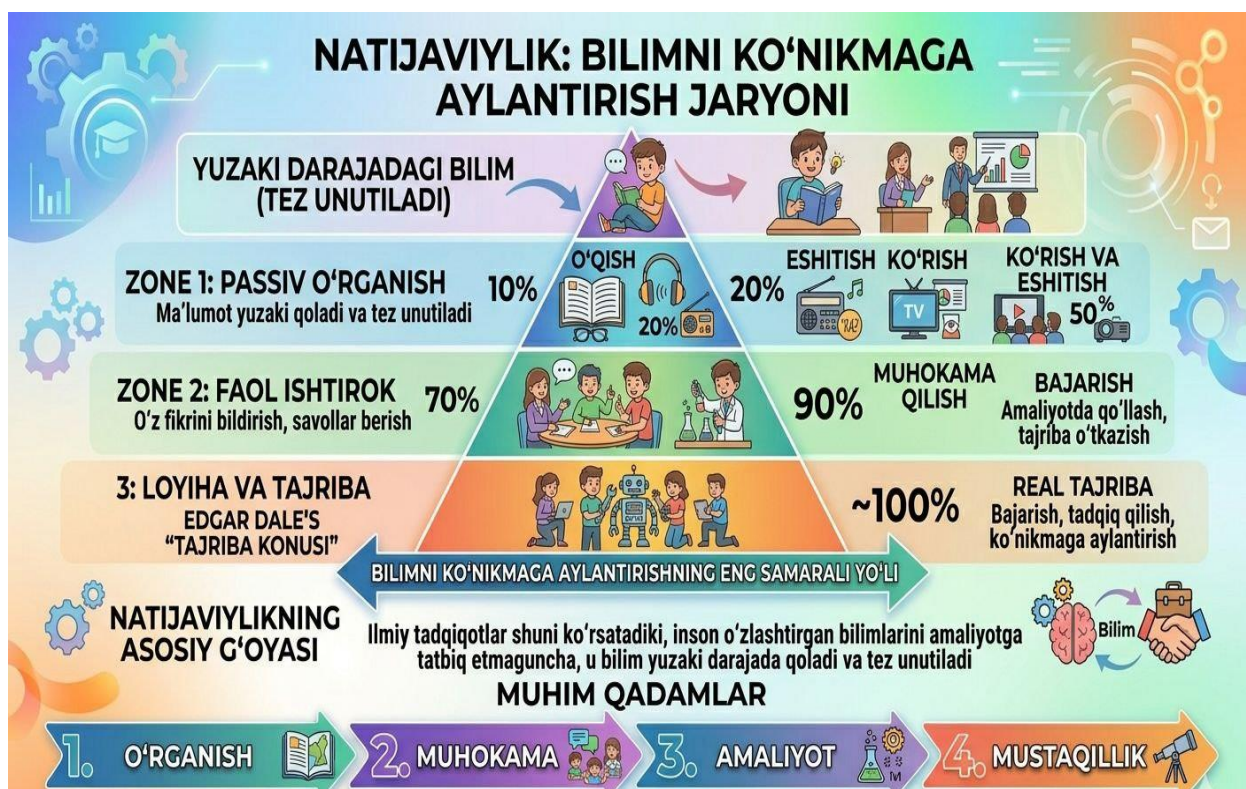 NATIJAVIYLIK: BILIMNI KO‘NIKMAGA
AYLANTIRISH JARYONI
YUZAKI DARAJADAGI BILIM
(TEZ UNUTILADI)
ZONE 1: PASSIV O‘RGANISH
Ma’lumot yuzaki qoladi va tez unutiladi
10%
O‘QISH
20%
20%
ESHITISH
KO‘RISH
TV
KO‘RISH VA
ESHITISH
50%
ZONE 2: FAOL ISHTIROK
O‘z fikrini bildirish, savollar berish
70%
90%
MUHOKAMA
QILISH
BAJARISH
Amaliyotda qo‘llash,
tajriba o‘tkazish
3: LOYIHA VA TAJRIBA
EDGAR DALE'S
“TAJRIBA KONUSI”
~100%
REAL TAJRIBA
Bajarish, tadqiq qilish,
ko‘nikmaga aylantirish
BILIMNI KO‘NIKMAGA AYLANTIRISHNING ENG SAMARALI YO‘LI
NATIJAVIYLIKNING
ASOSIY G‘OYASI
Ilmiy tadqiqotlar shuni ko‘rsatadiki, inson o‘zlashtirgan bilimlarini amaliyotga
tatbiq etmaguncha, u bilim yuzaki darajada qoladi va tez unutiladi
Bilim
MUHIM QADAMLAR
1. O‘RGANISH
2. MUHOKAMA
3. AMALIYOT
4. MUSTAQILLIK